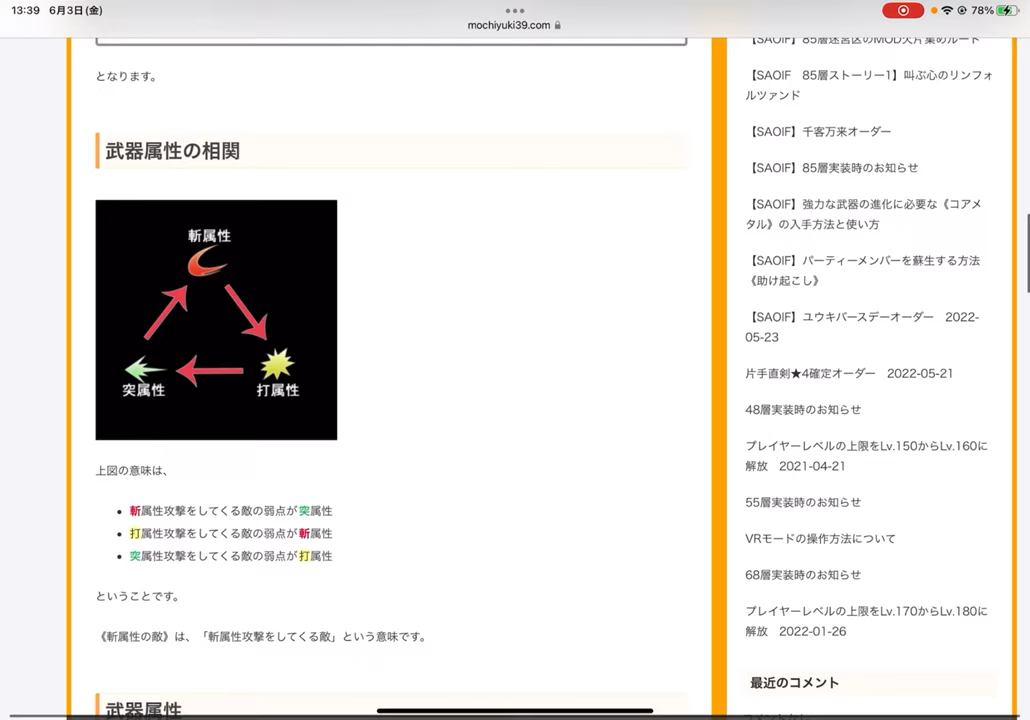 13:39 6月3日(金)
mochiyuki39.com
78%
となります。
武器属性の相関
斬属性
突属性
打属性
上図の意味は、
斬属性攻撃をしてくる敵の弱点が突属性
打属性攻撃をしてくる敵の弱点が斬属性
突属性攻撃をしてくる敵の弱点が打属性
ということです。
《斬属性の敵》は、「斬属性攻撃をしてくる敵」という意味です。
武器属性
【SAOIF】85層迷宮区のMOD欠片集めルート
【SAOIF 85層ストーリー1】叫ぶ心のリンフォ
ルツァンド
【SAOIF】千客万来オーダー
【SAOIF】85層実装時のお知らせ
【SAOIF】強力な武器の進化に必要な《コアメ
タル》の入手方法と使い方
【SAOIF】パーティーメンバーを蘇生する方法
《助け起こし》
【SAOIF】ユウキバースデーオーダー 2022-
05-23
片手直剣★4確定オーダー 2022-05-21
48層実装時のお知らせ
プレイヤーレベルの上限をLv.150からLv.160に
解放 2021-04-21
55層実装時のお知らせ
VRモードの操作方法について
68層実装時のお知らせ
プレイヤーレベルの上限をLv.170からLv.180に
解放 2022-01-26
最近のコメント